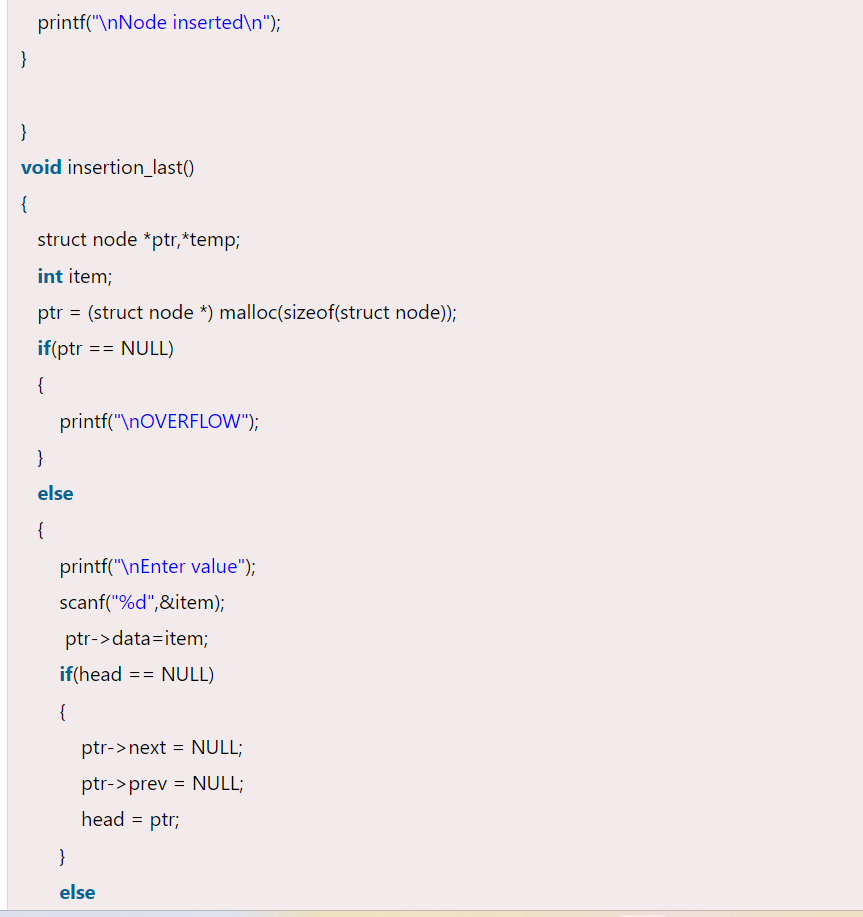 printf("\nNode inserted\n");
}
}
void insertion_last()
{
struct node *ptr,*temp;
int item;
ptr = (struct node *) malloc(sizeof(struct node));
if(ptr == NULL)
{
printf("\nOVERFLOW");
}
else
{
printf("\nEnter value");
scanf("%d",&item);
ptr->data=item;
if(head == NULL)
{
ptr->next = NULL;
ptr->prev = NULL;
head = ptr;
}
else